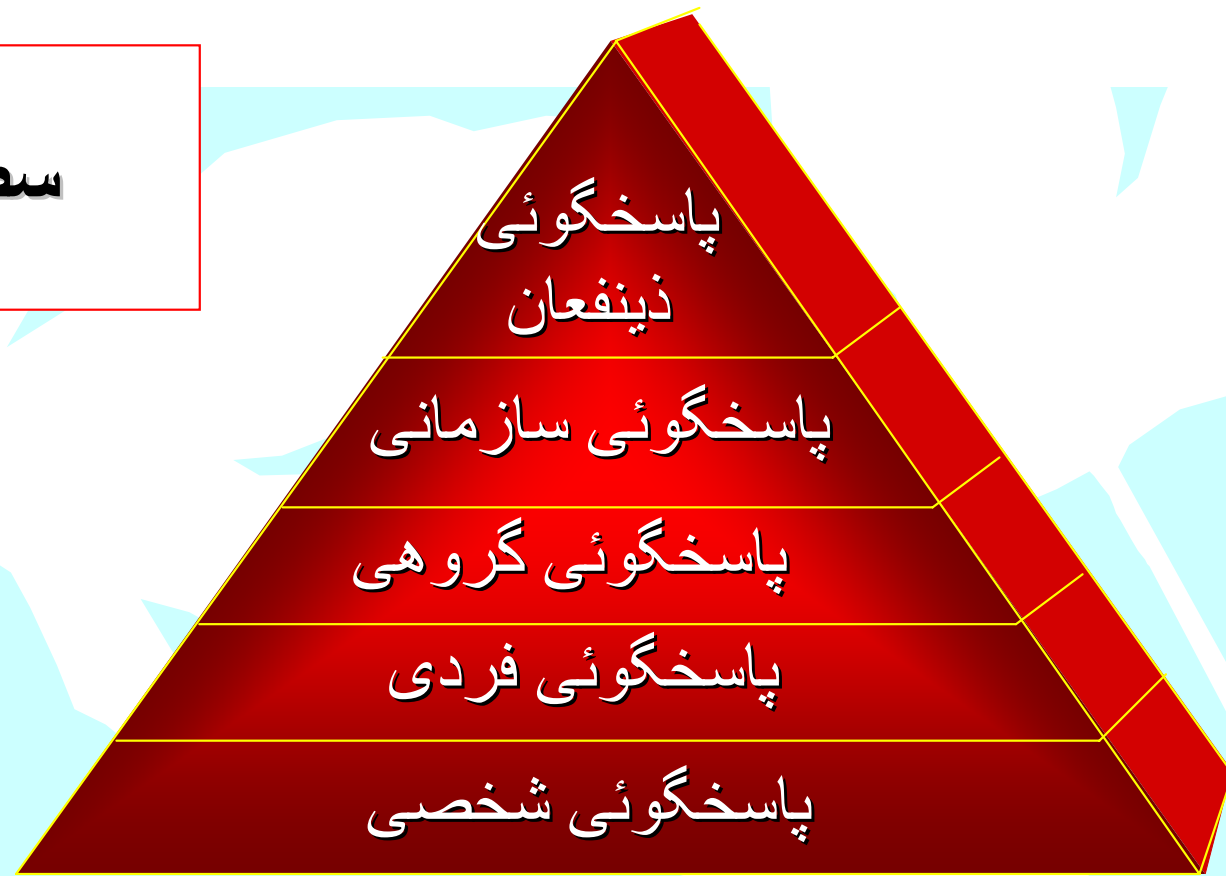 پاسخگوئی
ذینفعان
پاسخگوئی سازمانی
پاسخگوئی گروهی
پاسخگوئی فردی
پاسخگوئی شخصی